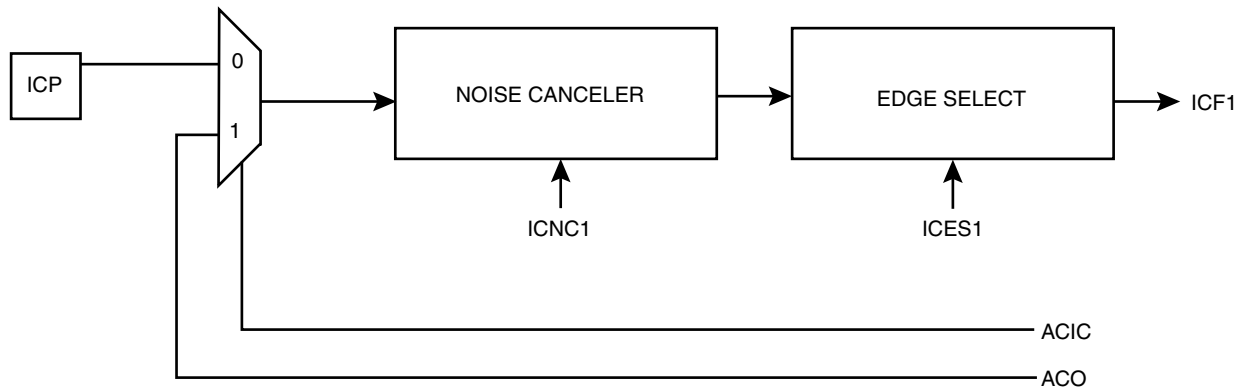 ICP
0
1
NOISE CANCELER
EDGE SELECT
ICF1
ICNC1
ICES1
ACIC
ACO